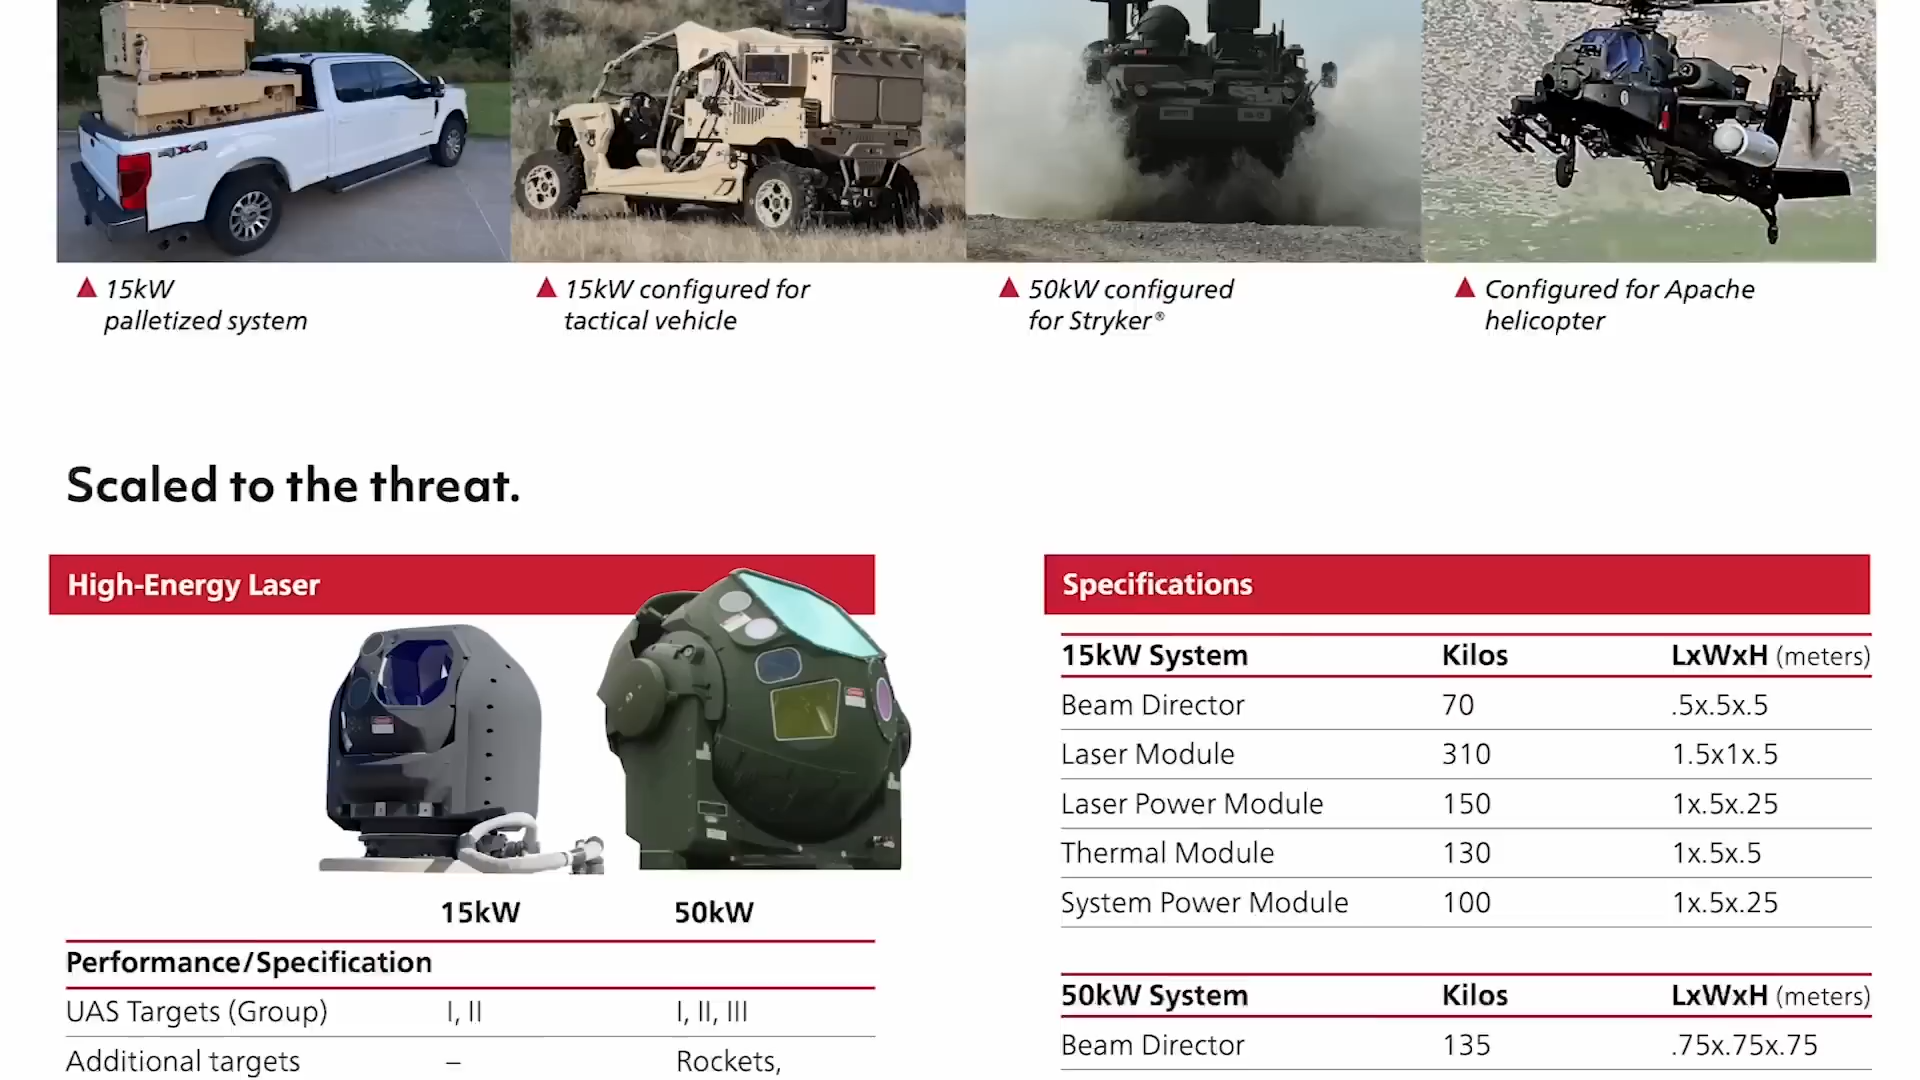 15kW
palletized system
15kW configured for
tactical vehicle
50kW configured
for Stryker®
Configured for Apache
helicopter
Scaled to the threat.
High-Energy Laser
15kW 50kW
Performance/Specification
UAS Targets (Group) I, II I, II, III
Additional targets – Rockets,
Specifications
15kW System Kilos LxWxH (meters)
Beam Director 70 .5x.5x.5
Laser Module 310 1.5x1x.5
Laser Power Module 150 1x.5x.25
Thermal Module 130 1x.5x.5
System Power Module 100 1x.5x.25
50kW System Kilos LxWxH (meters)
Beam Director 135 .75x.75x.75